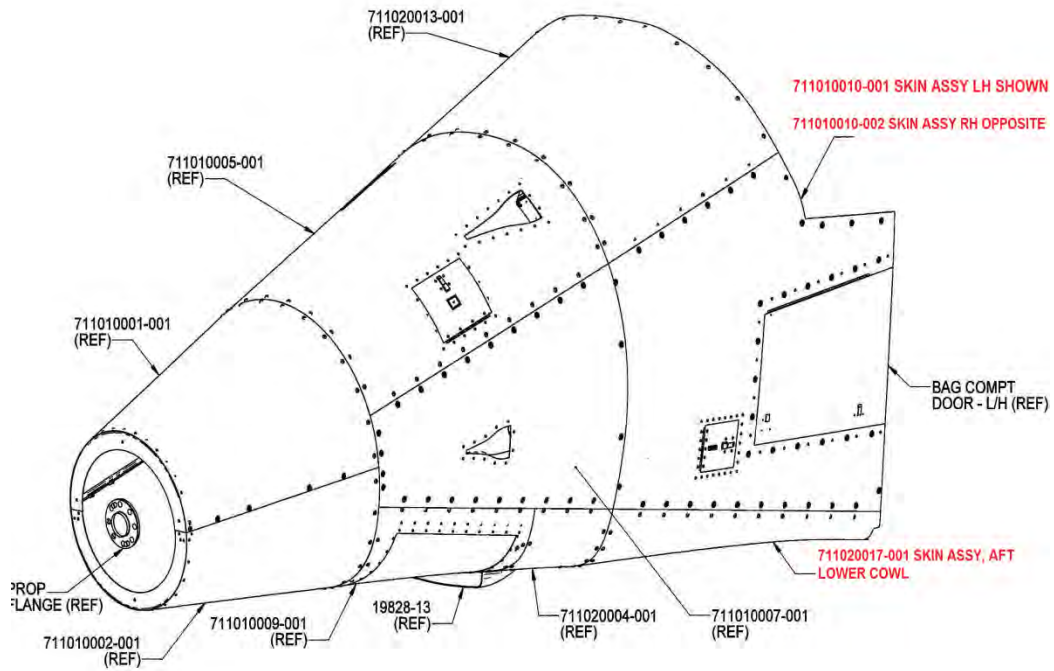 711020013-001
(REF)
711010010-001 SKIN ASSY LH SHOWN
711010010-002 SKIN ASSY RH OPPOSITE
711010005-001
(REF)
711010001-001
(REF)
BAG COMPT
DOOR - L/H (REF)
PROP
FLANGE (REF)
711020017-001 SKIN ASSY, AFT
LOWER COWL
711010002-001
(REF)
711010009-001
(REF)
19828-13
(REF)
711020004-001
(REF)
711010007-001
(REF)